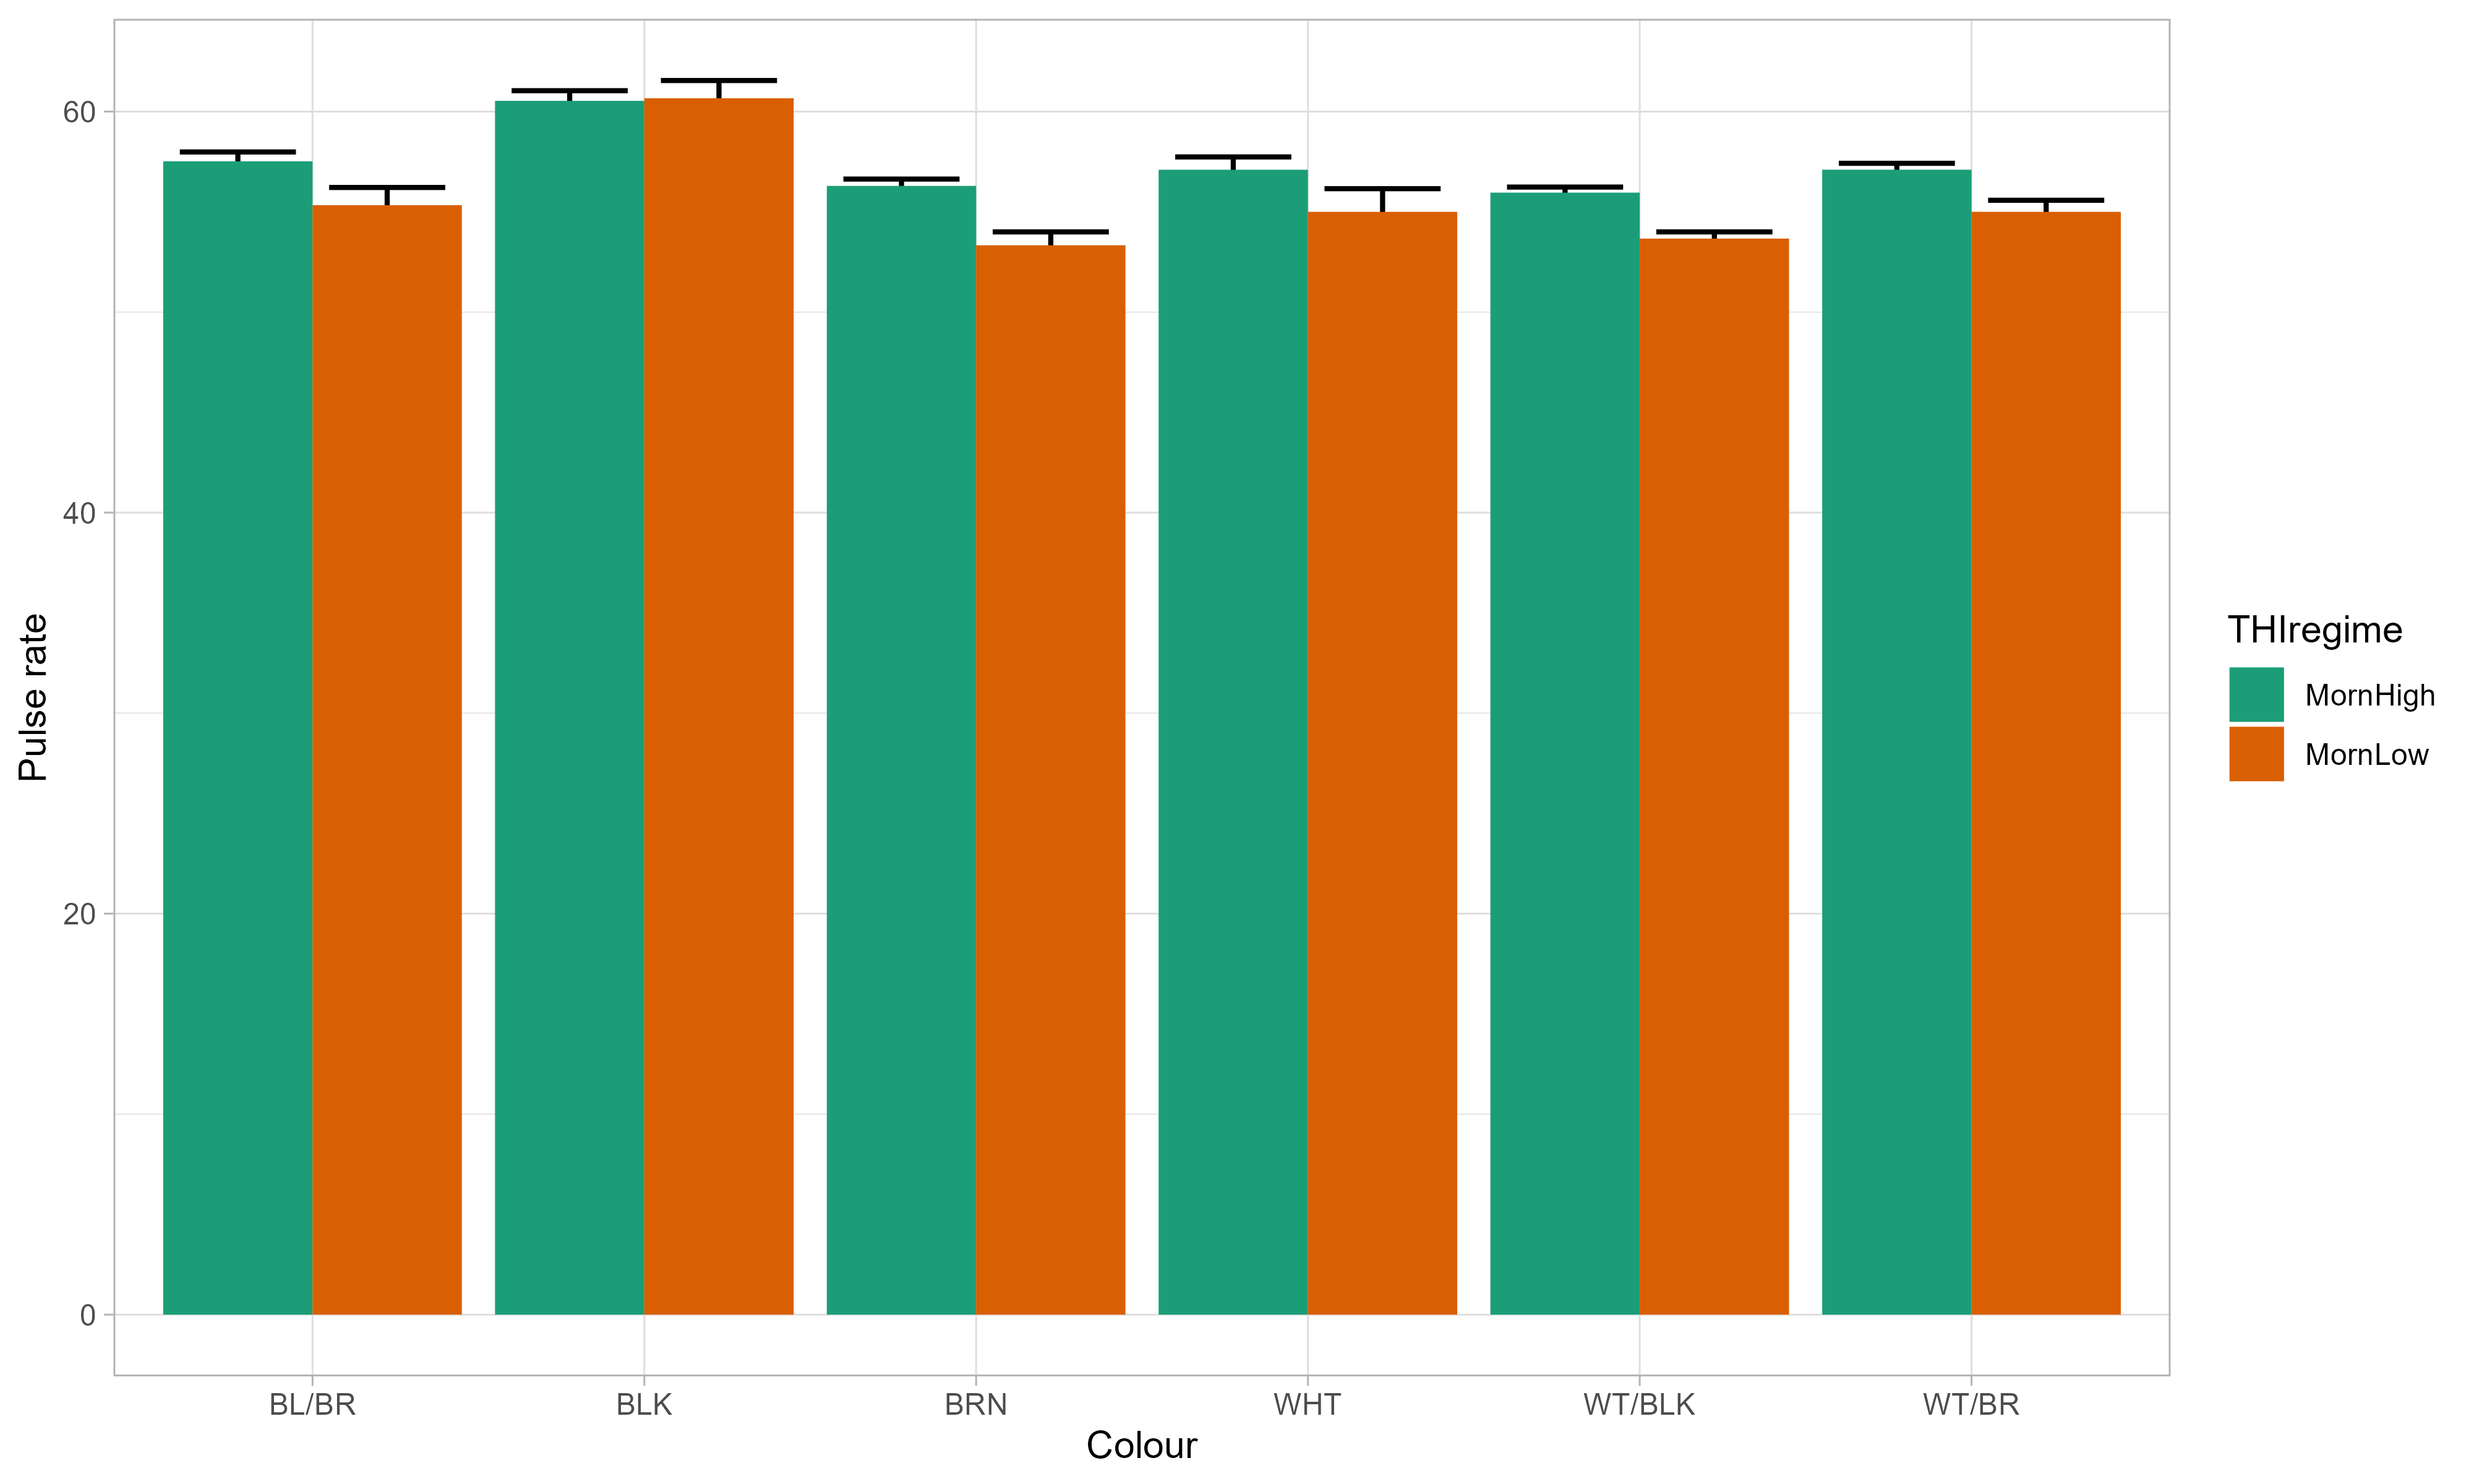 60
40
20
0
Pulse rate
BL/BR
BLK
BRN
WHT
WT/BLK
WT/BR
Colour
THIregime
MornHigh
MornLow